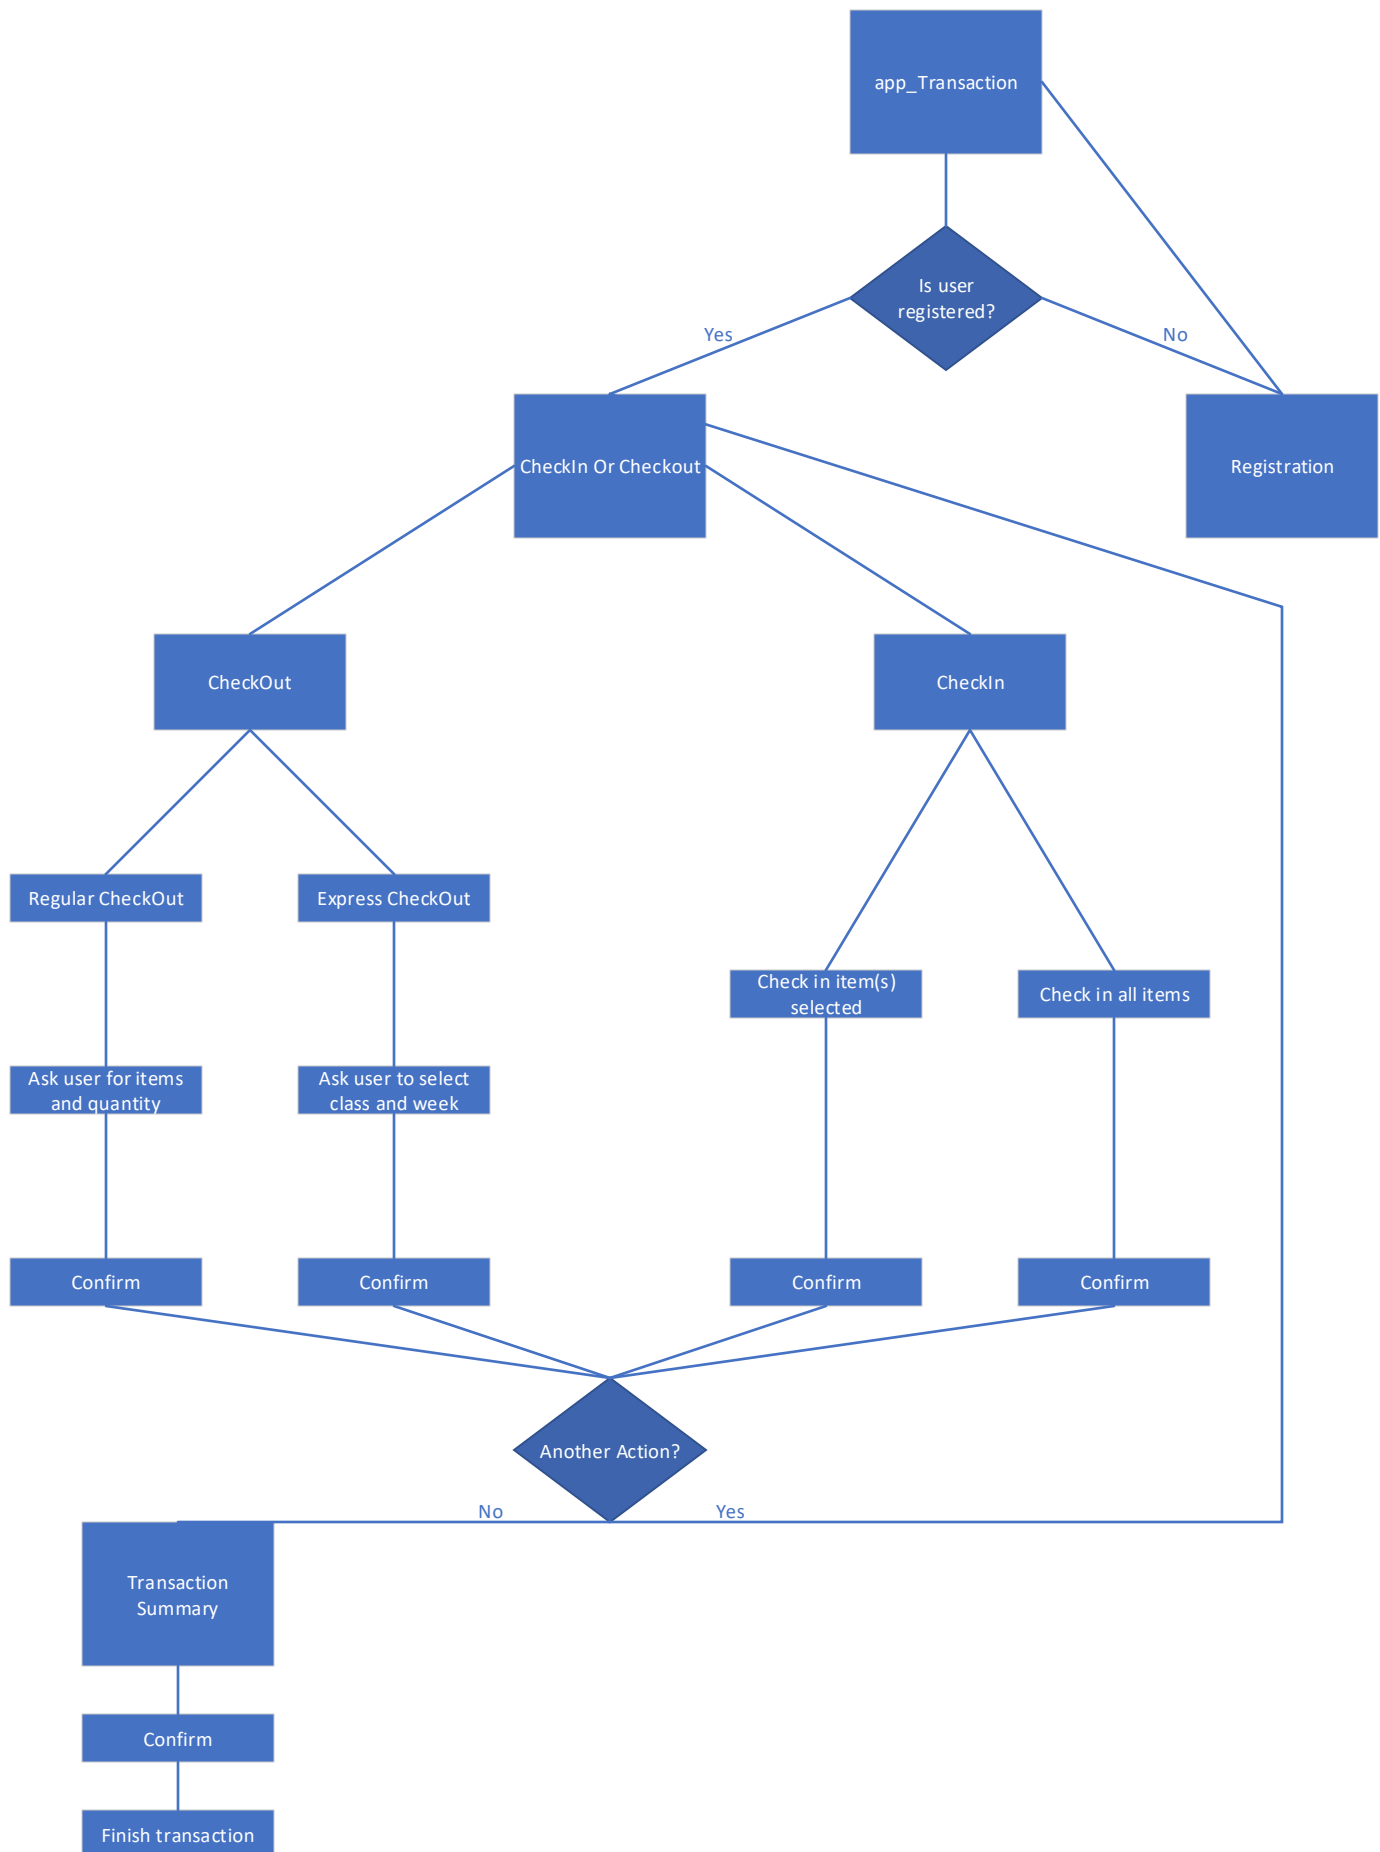 app_Transaction
Is user
registered?
Yes
No
CheckIn Or Checkout
Registration
CheckOut
CheckIn
Regular CheckOut
Express CheckOut
Check in item(s)
selected
Check in all items
Ask user for items
and quantity
Ask user to select
class and week
Confirm
Confirm
Confirm
Confirm
Another Action?
No
Yes
Transaction
Summary
Confirm
Finish transaction